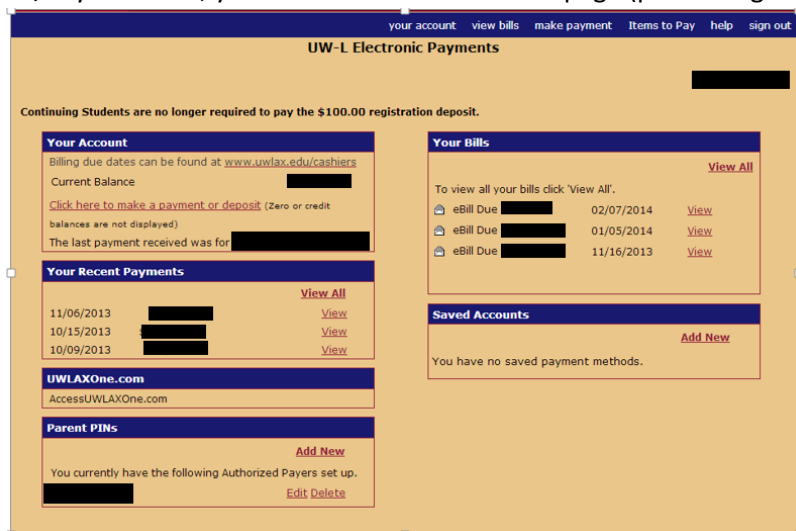 your account view bills make payment Items to Pay help sign out
UW-L Electronic Payments
Continuing Students are no longer required to pay the $100.00 registration deposit.
Your Account
Billing due dates can be found at www.uwlax.edu/cashiers
Current Balance
Click here to make a payment or deposit (Zero or credit
balances are not displayed)
The last payment received was for
Your Recent Payments
View All
11/06/2013 View
10/15/2013 View
10/09/2013 View
UWLAXOne.com
AccessUWLAXOne.com
Parent PINs
Add New
You currently have the following Authorized Payers set up.
Edit Delete
Your Bills
View All
To view all your bills click 'View All'.
eBill Due 02/07/2014 View
eBill Due 01/05/2014 View
eBill Due 11/16/2013 View
Saved Accounts
Add New
You have no saved payment methods.